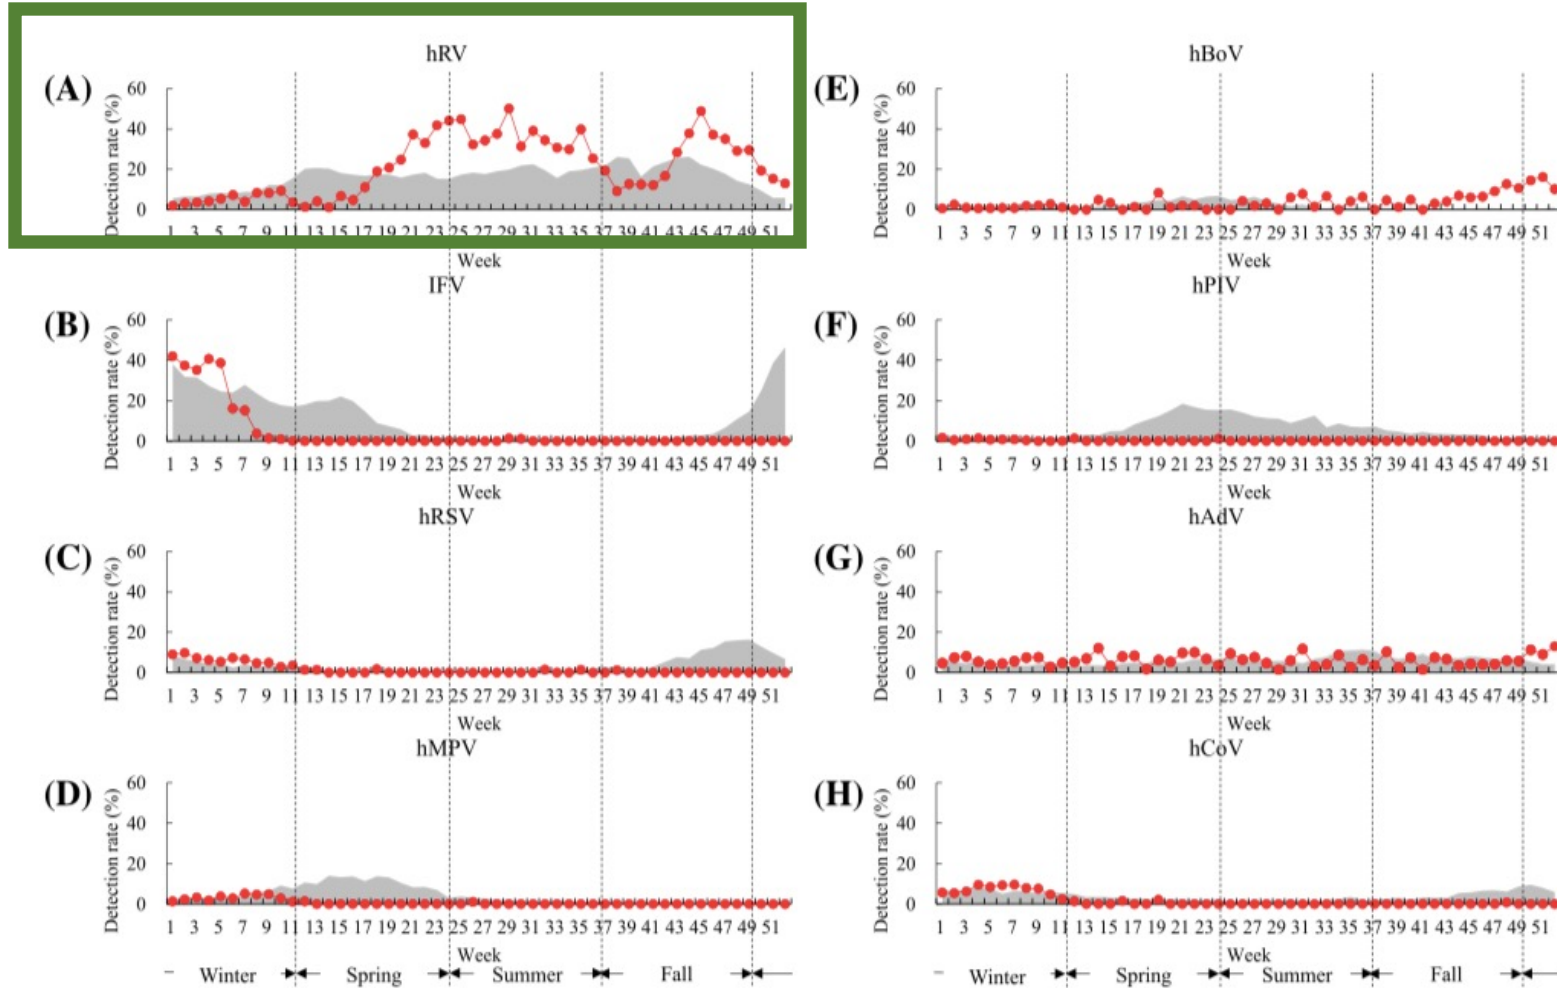 hRV
(A)
Detection rate (%)
60
40
20
0
1 3 5 7 9 11 13 15 17 19 21 23 25 27 29 31 33 35 37 39 41 43 45 47 49 51
Week
IFV
(B)
Detection rate (%)
60
40
20
0
1 3 5 7 9 11 13 15 17 19 21 23 25 27 29 31 33 35 37 39 41 43 45 47 49 51
Week
hRSV
(C)
Detection rate (%)
60
40
20
0
1 3 5 7 9 11 13 15 17 19 21 23 25 27 29 31 33 35 37 39 41 43 45 47 49 51
Week
hMPV
(D)
Detection rate (%)
60
40
20
0
1 3 5 7 9 11 13 15 17 19 21 23 25 27 29 31 33 35 37 39 41 43 45 47 49 51
Week
Winter Spring Summer Fall
hBoV
(E)
Detection rate (%)
60
40
20
0
1 3 5 7 9 11 13 15 17 19 21 23 25 27 29 31 33 35 37 39 41 43 45 47 49 51
Week
hPIV
(F)
Detection rate (%)
60
40
20
0
1 3 5 7 9 11 13 15 17 19 21 23 25 27 29 31 33 35 37 39 41 43 45 47 49 51
Week
hAdV
(G)
Detection rate (%)
60
40
20
0
1 3 5 7 9 11 13 15 17 19 21 23 25 27 29 31 33 35 37 39 41 43 45 47 49 51
Week
hCoV
(H)
Detection rate (%)
60
40
20
0
1 3 5 7 9 11 13 15 17 19 21 23 25 27 29 31 33 35 37 39 41 43 45 47 49 51
Week
Winter Spring Summer Fall